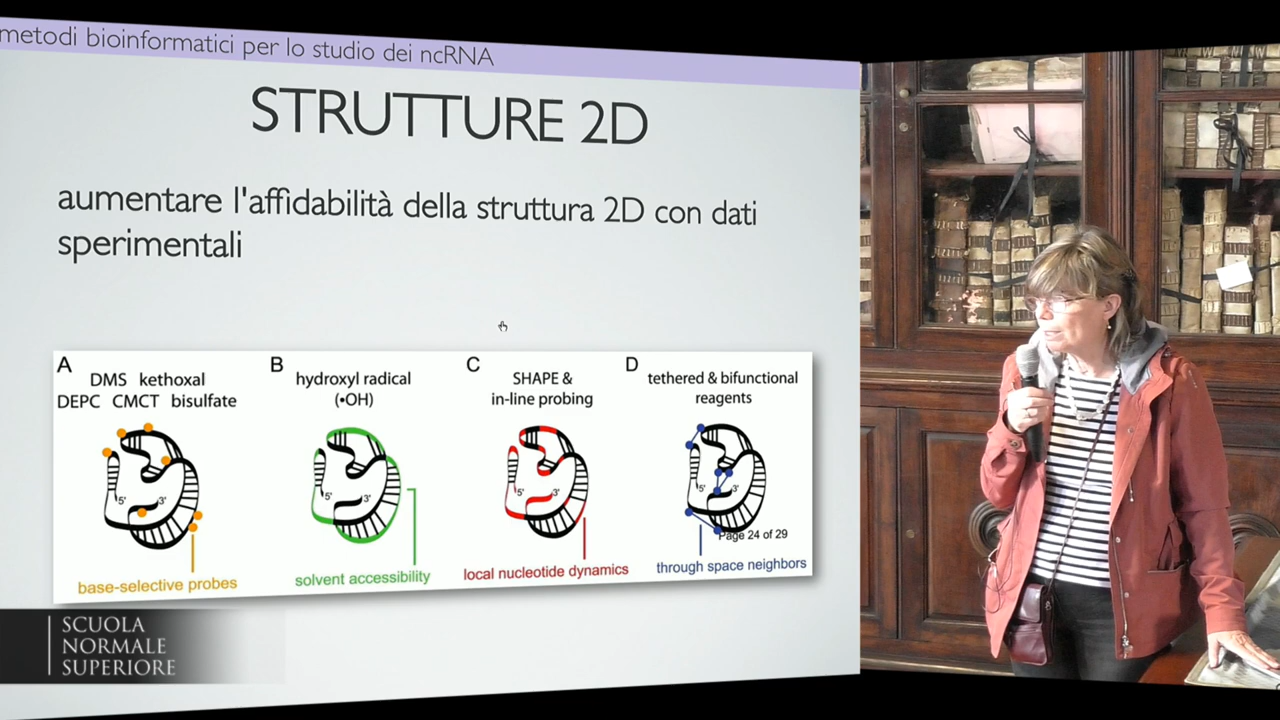 metodi bioinformatici per lo studio dei ncRNA
STRUTTURE 2D
aumentare l'affidabilità della struttura 2D con dati
sperimentali
A
DMS kethoxal
DEPC CMCT bisulfate
5'
3'
base-selective probes
B
hydroxyl radical
(•OH)
5'
3'
solvent accessibility
C
SHAPE &
in-line probing
5'
3'
local nucleotide dynamics
D
tethered & bifunctional
reagents
5'
3'
Page 24 of 29
through space neighbors
SCUOLA
NORMALE
SUPERIORE